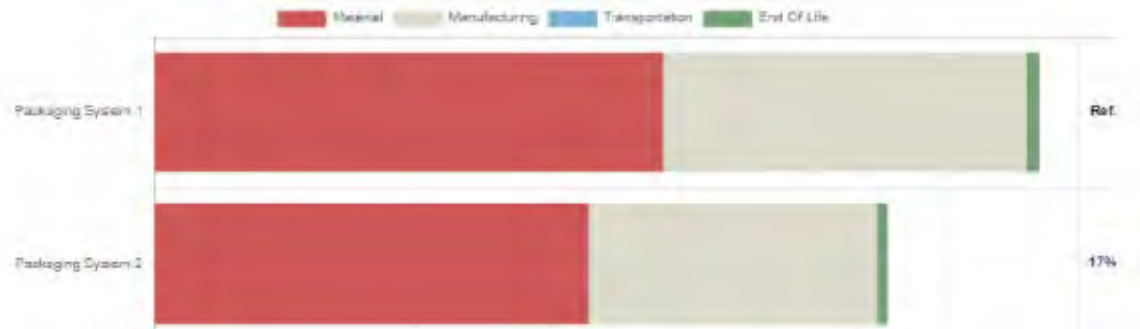 Material Manufacturing Transportation End Of Life
Packaging System 1
Ref.
Packaging System 2
17%